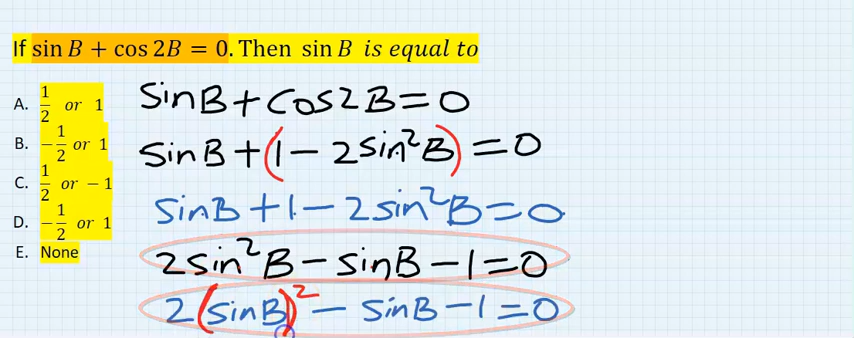 If sin B + cos 2B = 0. Then sin B is equal to
A. 1/2 or 1
B. −1/2 or 1
C. 1/2 or − 1
D. −1/2 or 1
E. None
SinB + Cos2B = 0
sinB + (1 − 2sin²B) = 0
sinB + 1 − 2sin²B = 0
2sin²B − sinB − 1 = 0
2(sinB)² − sinB − 1 = 0